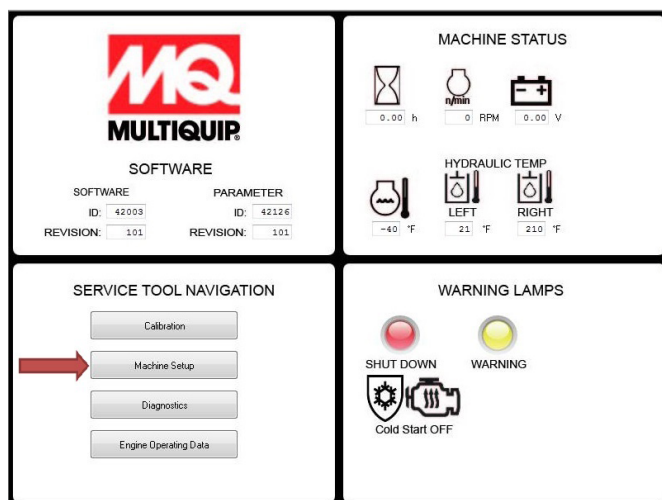 MQ
MULTIQUIP
SOFTWARE
SOFTWARE PARAMETER
ID: 42003 ID: 42126
REVISION: 101 REVISION: 101
MACHINE STATUS
n/min
0.00 h 0 RPM 0.00 V
HYDRAULIC TEMP
LEFT RIGHT
-40 °F 21 °F 210 °F
SERVICE TOOL NAVIGATION
Calibration
Machine Setup
Diagnostics
Engine Operating Data
WARNING LAMPS
SHUT DOWN WARNING
Cold Start OFF